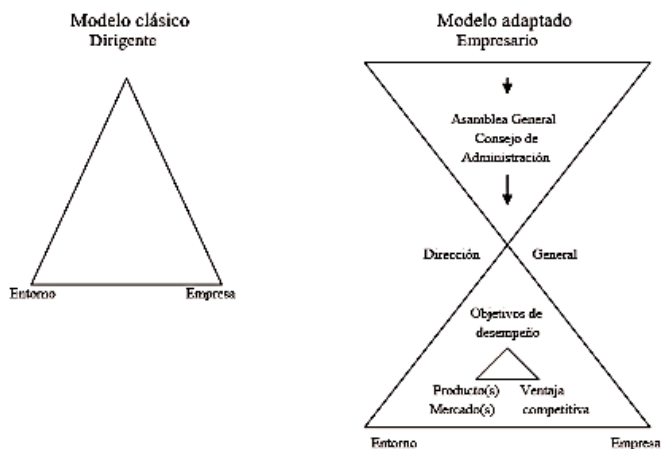 Modelo clásico
Dirigente
Entorno
Empresa
Modelo adaptado
Empresario
Asamblea General
Consejo de
Administración
Dirección General
Objetivos de
desempeño
Producto(s) Ventaja
Mercado(s) competitiva
Entorno
Empresa